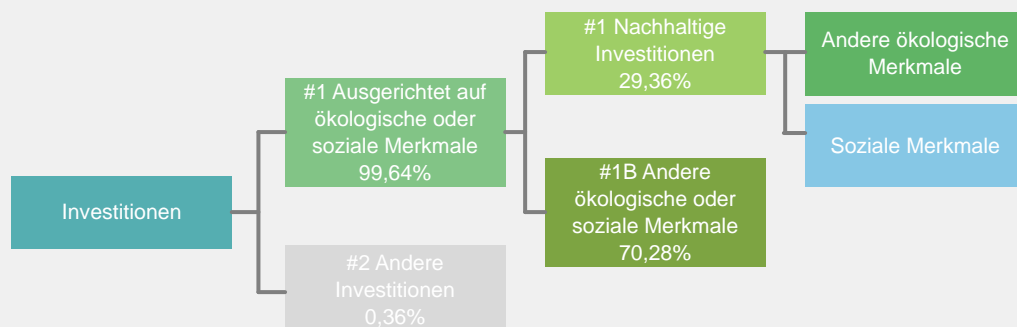 Investitionen
#1 Ausgerichtet auf
ökologische oder
soziale Merkmale
99,64%
#2 Andere
Investitionen
0,36%
#1 Nachhaltige
Investitionen
29,36%
#1B Andere
ökologische oder
soziale Merkmale
70,28%
Andere ökologische
Merkmale
Soziale Merkmale